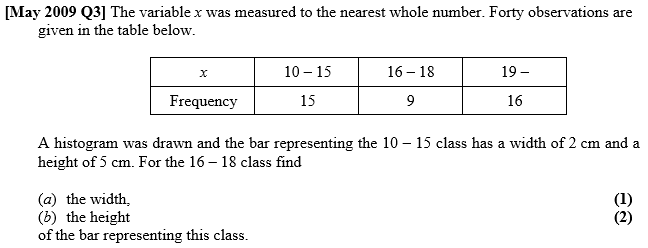 [May 2009 Q3] The variable x was measured to the nearest whole number. Forty observations are
given in the table below.
x 10 – 15 16 – 18 19 –
Frequency 15 9 16
A histogram was drawn and the bar representing the 10 – 15 class has a width of 2 cm and a
height of 5 cm. For the 16 – 18 class find
(a) the width, (1)
(b) the height (2)
of the bar representing this class.